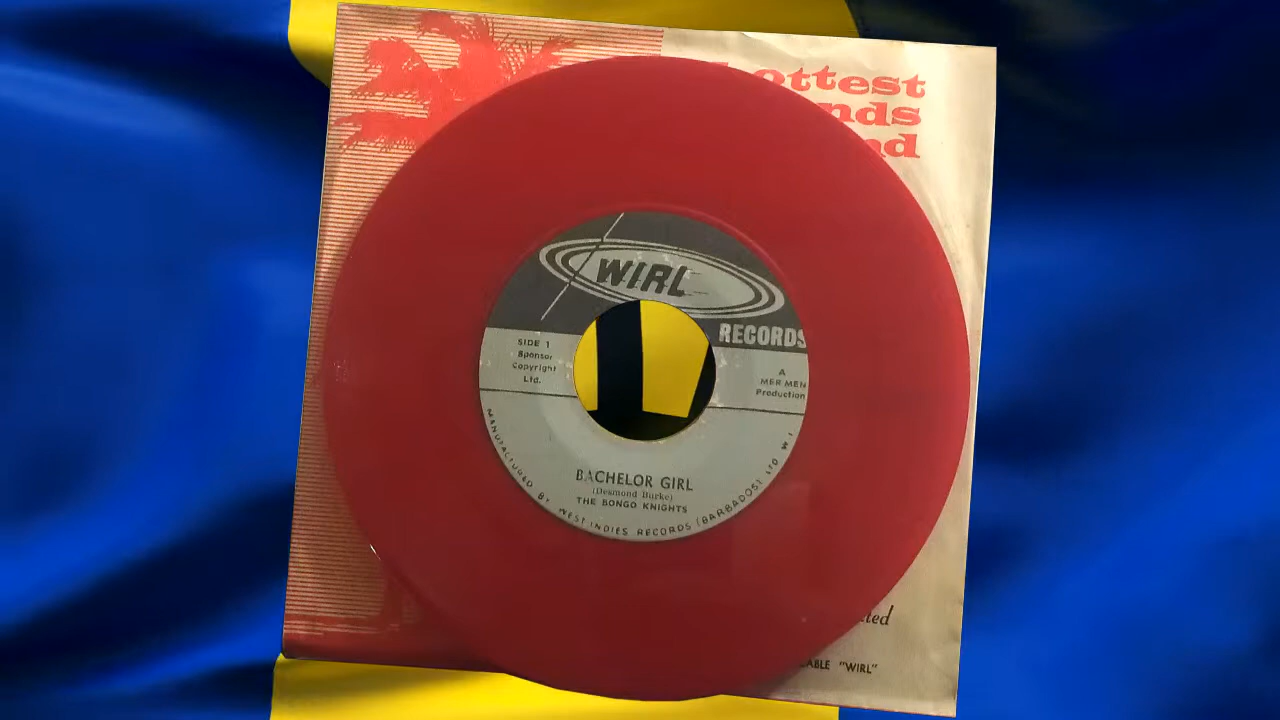 ottest
nds
nd
WIRL
RECORDS
SIDE 1
Sponsor
Copyright
Ltd.
A
MER MEN
Production
BACHELOR GIRL
(Desmond Burke)
THE BONGO KNIGHTS
MANUFACTURED BY WEST INDIES RECORDS (BARBADOS) LTD W.I.
ted
CABLE "WIRL"